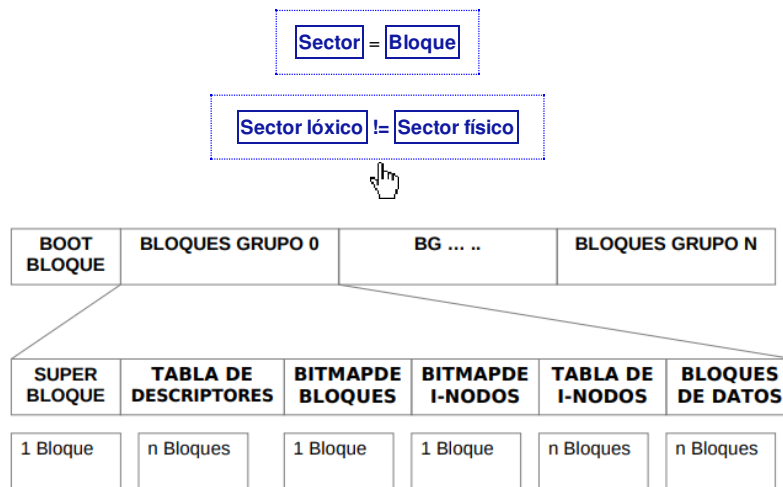 Sector = Bloque
Sector lóxico != Sector físico
BOOT BLOQUE BLOQUES GRUPO 0 BG ... .. BLOQUES GRUPO N
SUPER BLOQUE TABLA DE DESCRIPTORES BITMAPDE BLOQUES BITMAPDE I-NODOS TABLA DE I-NODOS BLOQUES DE DATOS
1 Bloque n Bloques 1 Bloque 1 Bloque n Bloques n Bloques